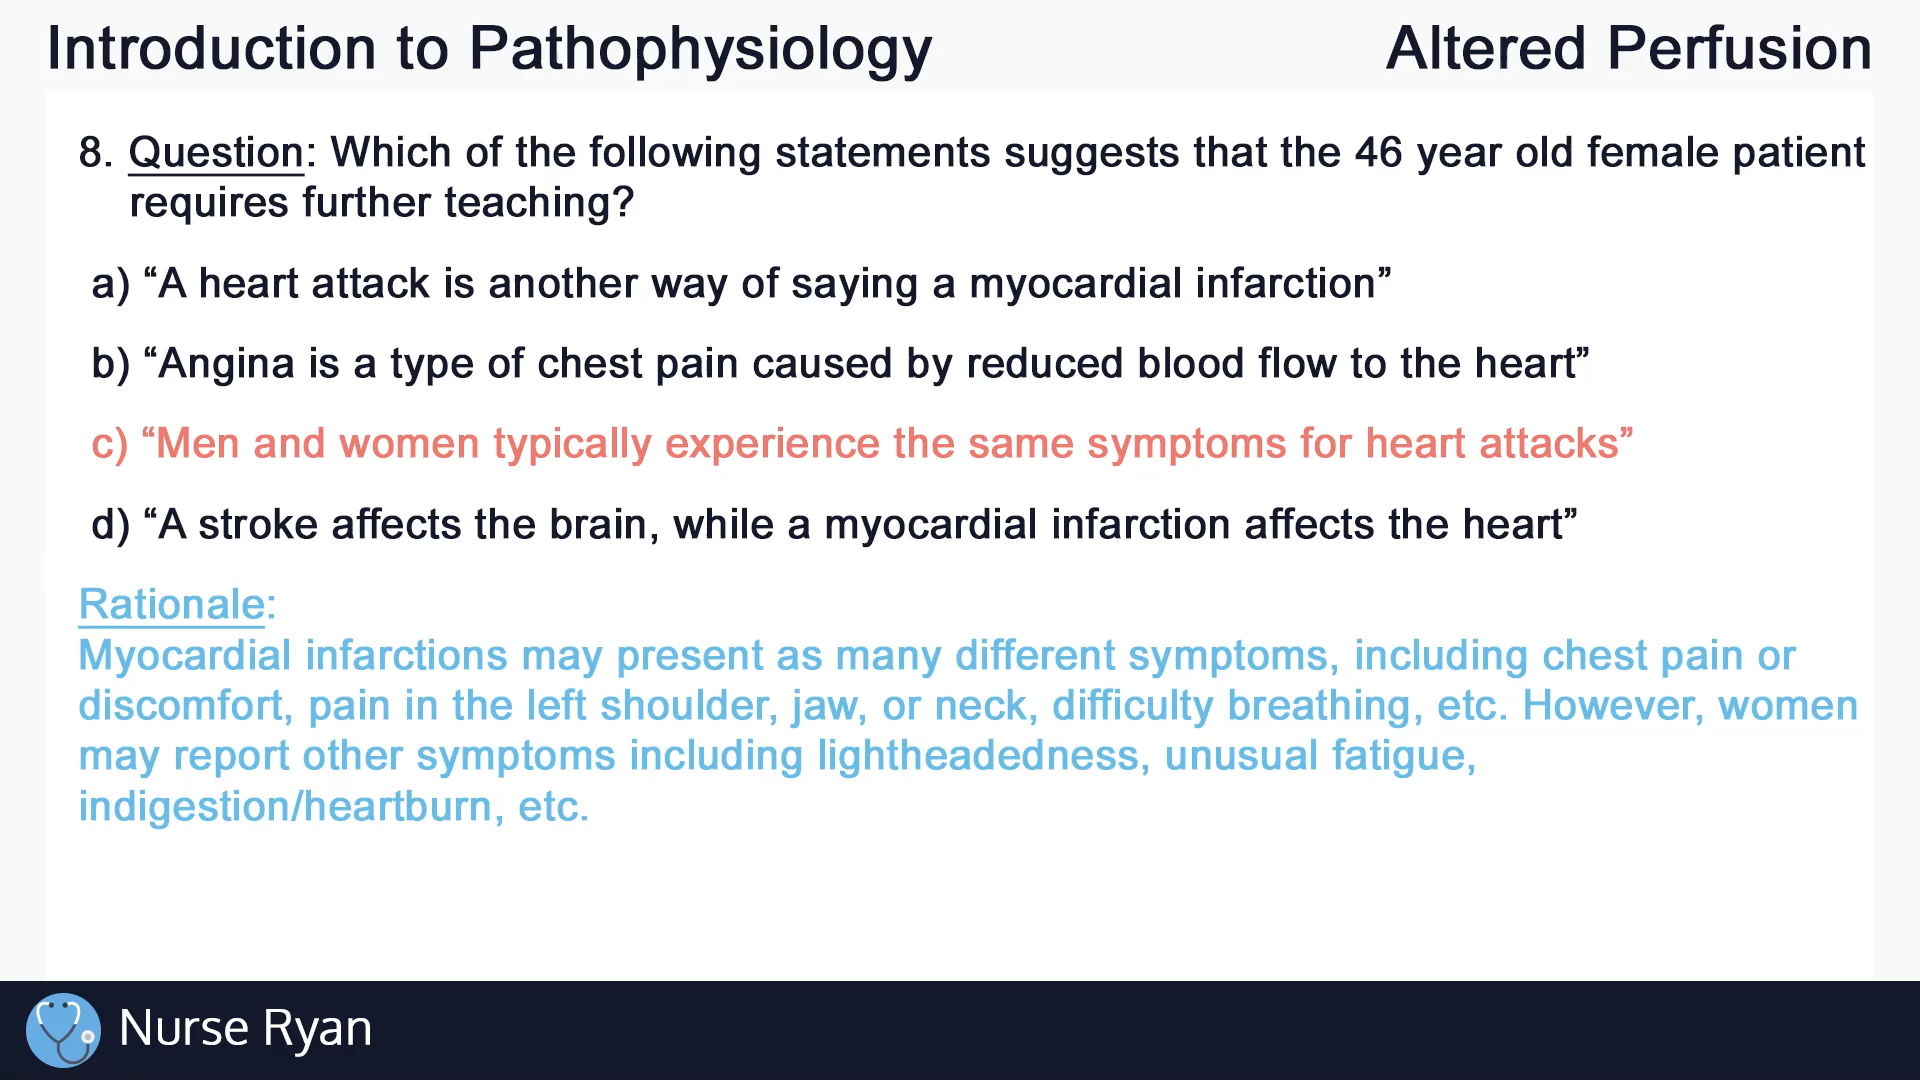 Introduction to Pathophysiology
Altered Perfusion
8. Question: Which of the following statements suggests that the 46 year old female patient
requires further teaching?
a) “A heart attack is another way of saying a myocardial infarction”
b) “Angina is a type of chest pain caused by reduced blood flow to the heart”
c) “Men and women typically experience the same symptoms for heart attacks”
d) “A stroke affects the brain, while a myocardial infarction affects the heart”
Rationale:
Myocardial infarctions may present as many different symptoms, including chest pain or
discomfort, pain in the left shoulder, jaw, or neck, difficulty breathing, etc. However, women
may report other symptoms including lightheadedness, unusual fatigue,
indigestion/heartburn, etc.
Nurse Ryan